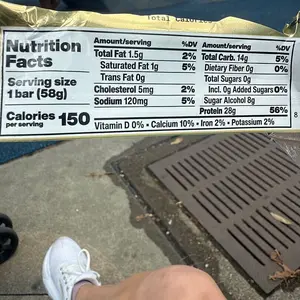 Total Calories
Nutrition
Facts
Serving size
1 bar (58g)
Calories 150
per serving
Amount/serving %DV
Total Fat 1.5g 2%
Saturated Fat 1g 5%
Trans Fat 0g
Cholesterol 5mg 2%
Sodium 120mg 5%
Amount/serving %DV
Total Carb. 14g 5%
Dietary Fiber 0g 0%
Total Sugars 0g
Incl. 0g Added Sugars 0%
Sugar Alcohol 8g
Protein 28g 56%
Vitamin D 0% • Calcium 10% • Iron 2% • Potassium 2%
8